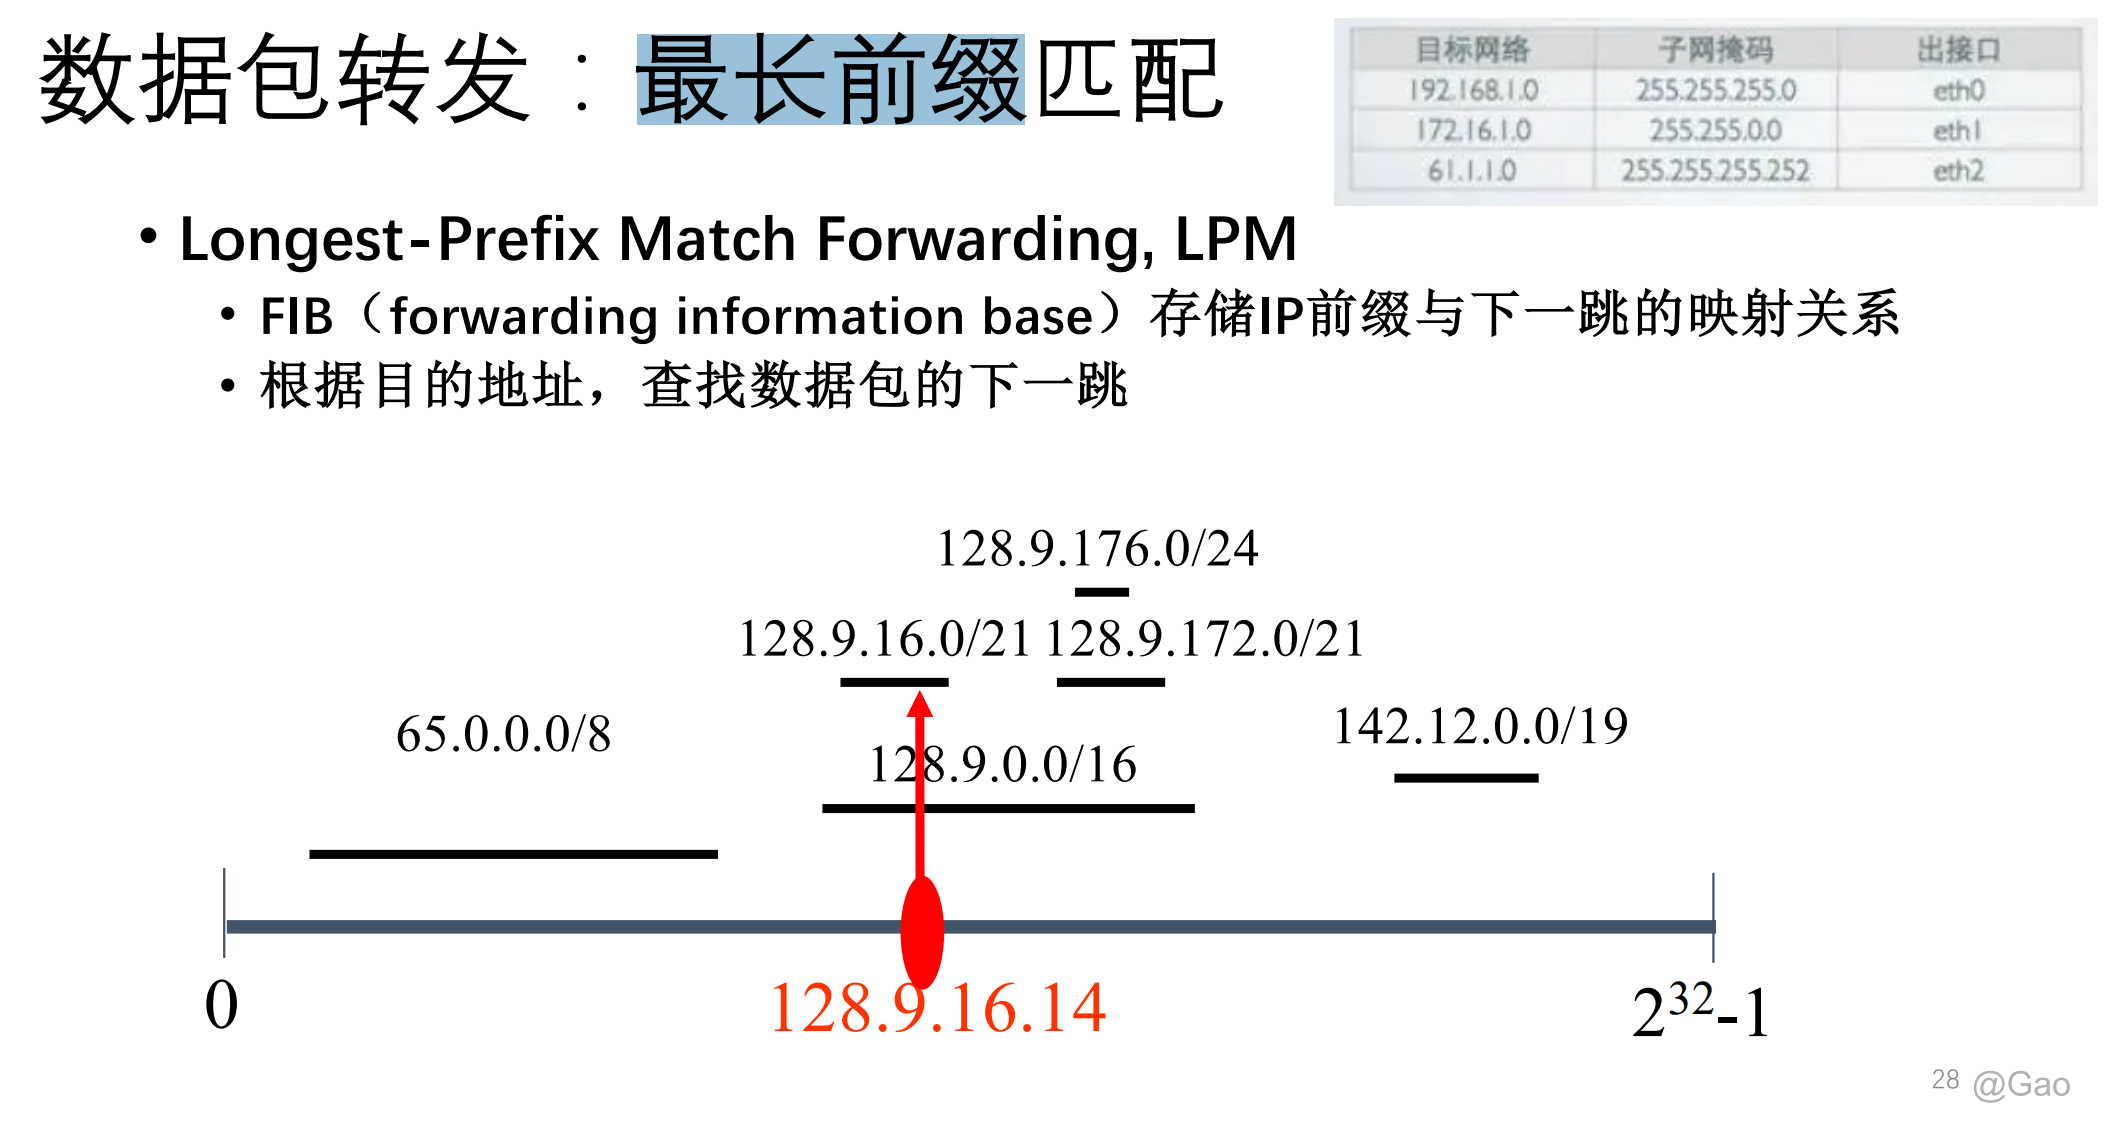 数据包转发：最长前缀匹配
目标网络 子网掩码 出接口
192.168.1.0 255.255.255.0 eth0
172.16.1.0 255.255.0.0 eth1
61.1.1.0 255.255.255.252 eth2
• Longest-Prefix Match Forwarding, LPM
• FIB（forwarding information base）存储IP前缀与下一跳的映射关系
• 根据目的地址，查找数据包的下一跳
128.9.176.0/24
128.9.16.0/21 128.9.172.0/21
65.0.0.0/8
142.12.0.0/19
128.9.0.0/16
0
128.9.16.14
2³²-1
28 @Gao